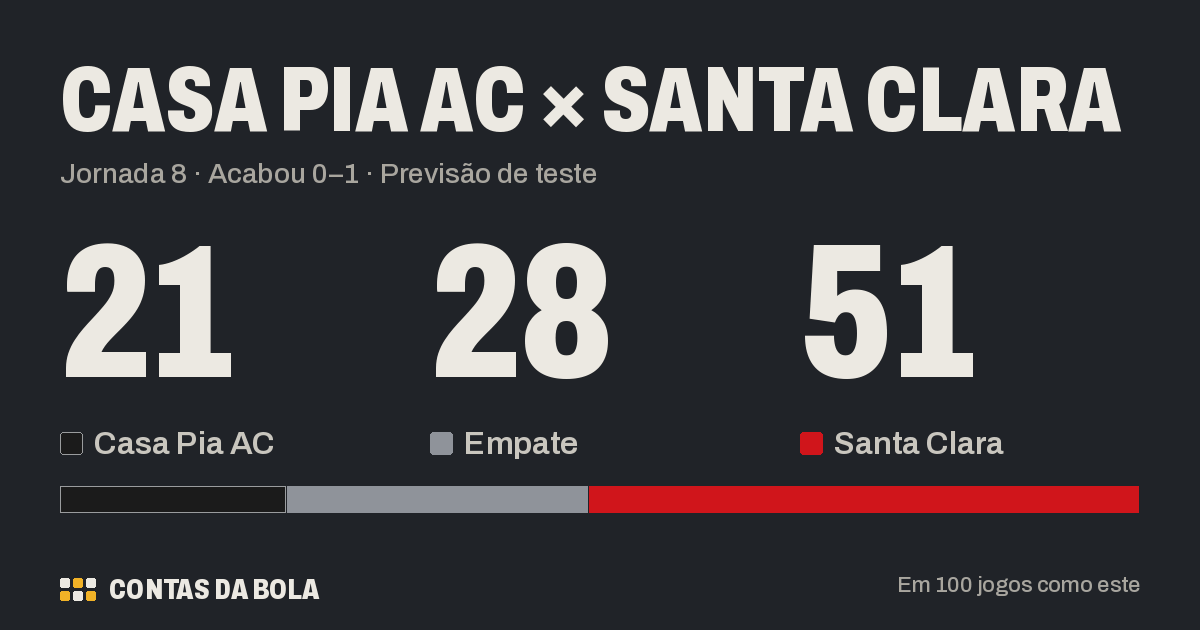 CASA PIA AC × SANTA CLARA
Jornada 8 · Acabou 0–1 · Previsão de teste
21 28 51
Casa Pia AC Empate Santa Clara
CONTAS DA BOLA
Em 100 jogos como este